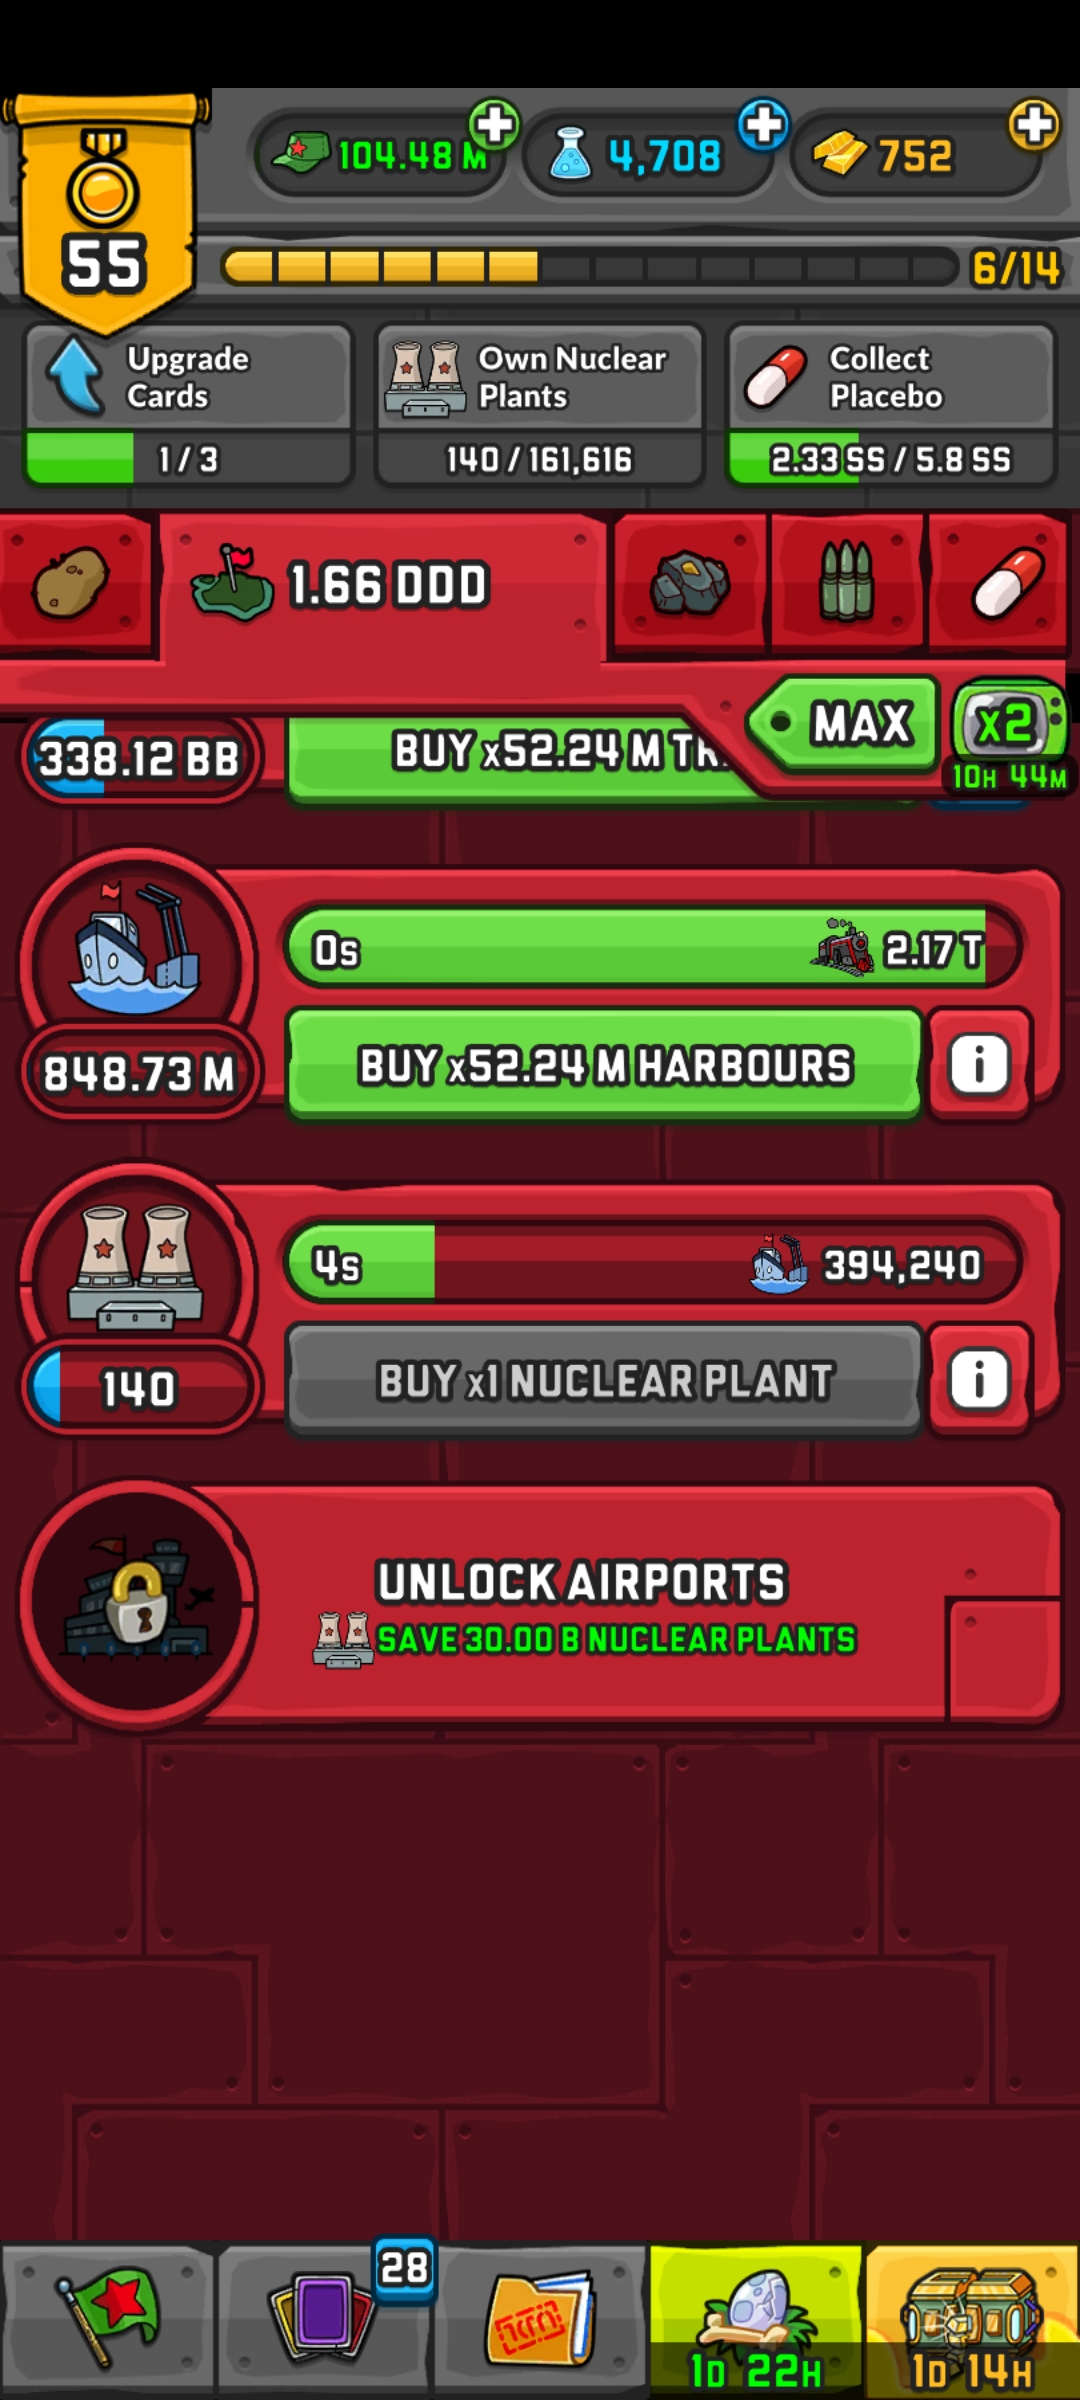 104.48 M
4,708
752
55
6/14
Upgrade
Cards
1 / 3
Own Nuclear
Plants
140 / 161,616
Collect
Placebo
2.33 SS / 5.8 SS
1.66 DDD
MAX
x2
10H 44M
338.12 BB
BUY x52.24 M
0s
2.17 T
848.73 M
BUY x52.24 M HARBOURS
i
4s
394,240
140
BUY x1 NUCLEAR PLANT
i
UNLOCK AIRPORTS
SAVE 30.00 B NUCLEAR PLANTS
28
1D 22H
1D 14H